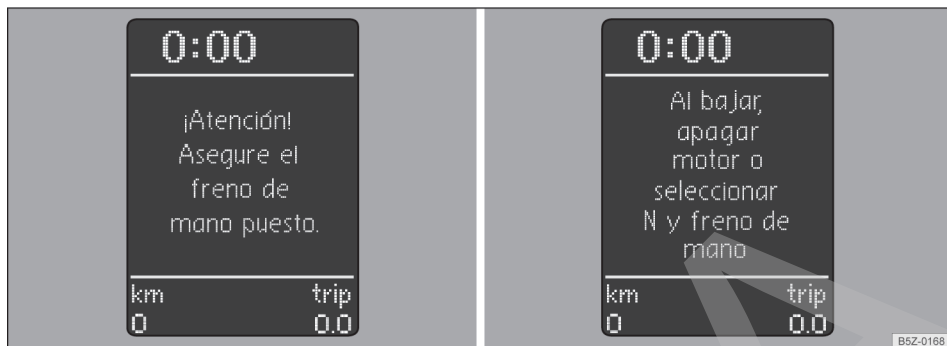 0:00
¡Atención!
Asegure el
freno de
mano puesto.
km trip
0 0.0
0:00
Al bajar,
apagar
motor o
seleccionar
N y freno de
mano
km trip
0 0.0
B5Z-0168